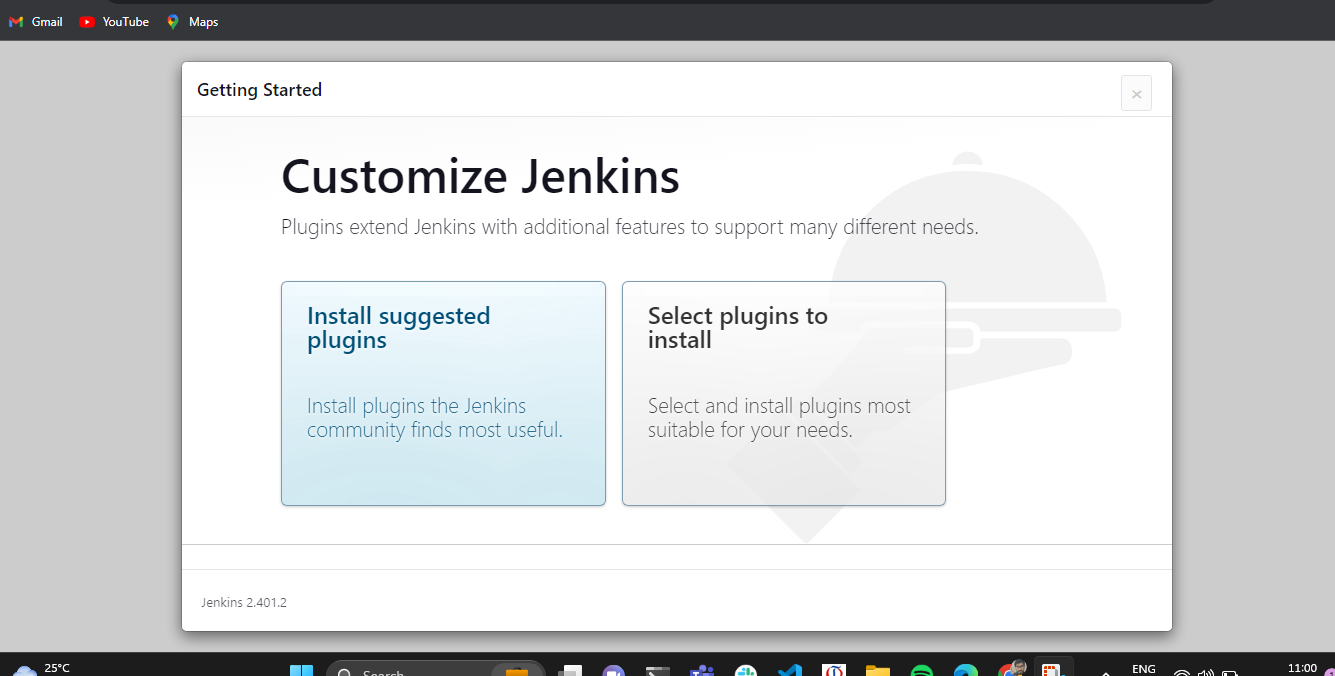 Gmail YouTube Maps
Getting Started
×
Customize Jenkins
Plugins extend Jenkins with additional features to support many different needs.
Install suggested
plugins
Install plugins the Jenkins
community finds most useful.
Select plugins to
install
Select and install plugins most
suitable for your needs.
Jenkins 2.401.2
25°C
Search
ENG
11:00